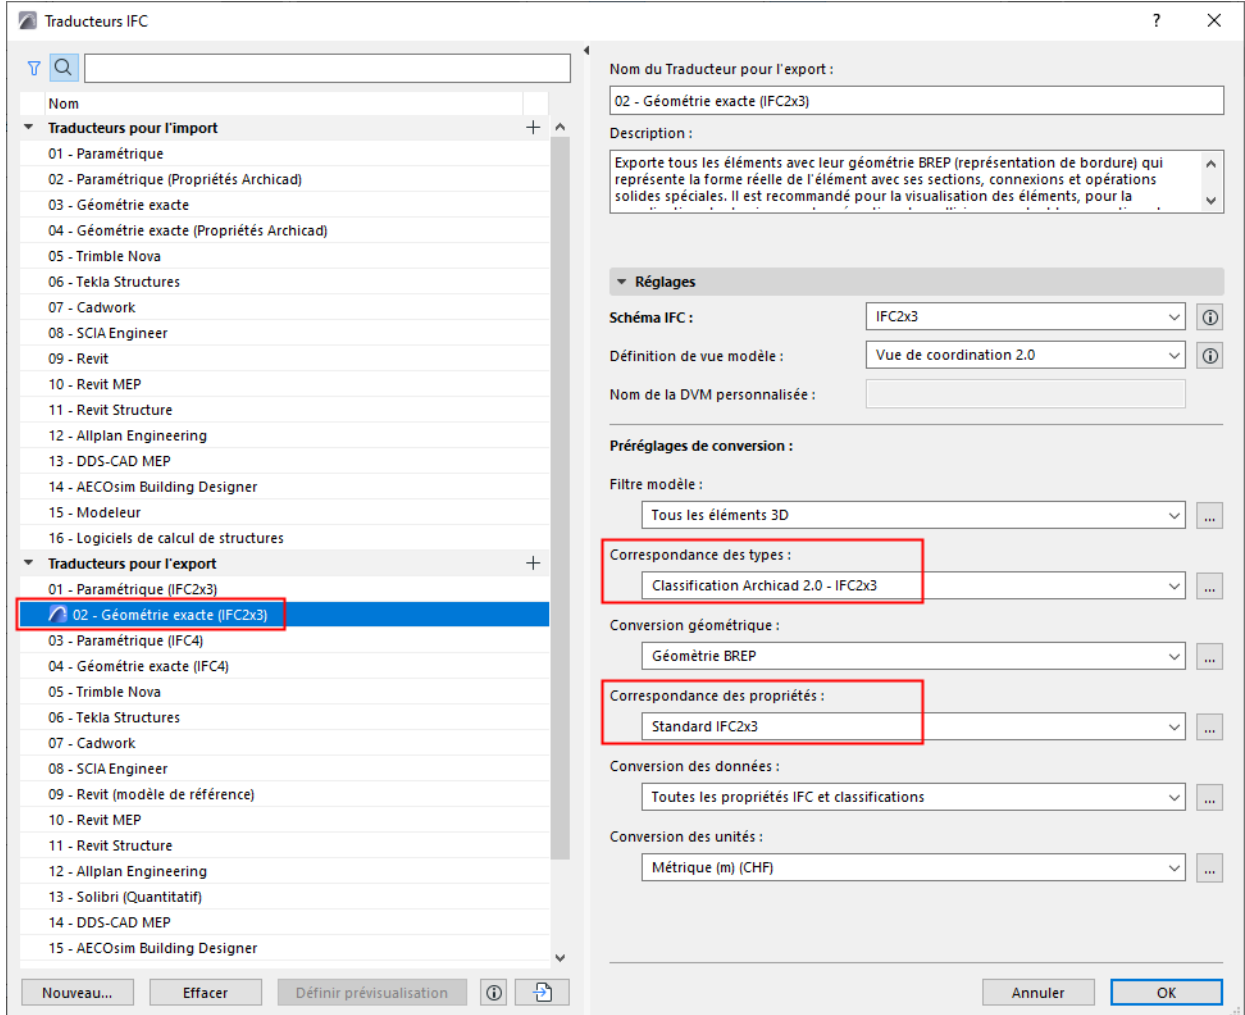 Traducteurs IFC
?
Nom
Traducteurs pour l'import
01 - Paramétrique
02 - Paramétrique (Propriétés Archicad)
03 - Géométrie exacte
04 - Géométrie exacte (Propriétés Archicad)
05 - Trimble Nova
06 - Tekla Structures
07 - Cadwork
08 - SCIA Engineer
09 - Revit
10 - Revit MEP
11 - Revit Structure
12 - Allplan Engineering
13 - DDS-CAD MEP
14 - AECOsim Building Designer
15 - Modeleur
16 - Logiciels de calcul de structures
Traducteurs pour l'export
01 - Paramétrique (IFC2x3)
02 - Géométrie exacte (IFC2x3)
03 - Paramétrique (IFC4)
04 - Géométrie exacte (IFC4)
05 - Trimble Nova
06 - Tekla Structures
07 - Cadwork
08 - SCIA Engineer
09 - Revit (modèle de référence)
10 - Revit MEP
11 - Revit Structure
12 - Allplan Engineering
13 - Solibri (Quantitatif)
14 - DDS-CAD MEP
15 - AECOsim Building Designer
Nouveau...
Effacer
Définir prévisualisation
Nom du Traducteur pour l'export :
02 - Géométrie exacte (IFC2x3)
Description :
Exporte tous les éléments avec leur géométrie BREP (représentation de bordure) qui
représente la forme réelle de l'élément avec ses sections, connexions et opérations
solides spéciales. Il est recommandé pour la visualisation des éléments, pour la
Réglages
Schéma IFC :
IFC2x3
Définition de vue modèle :
Vue de coordination 2.0
Nom de la DVM personnalisée :
Préréglages de conversion :
Filtre modèle :
Tous les éléments 3D
...
Correspondance des types :
Classification Archicad 2.0 - IFC2x3
...
Conversion géométrique :
Géomètrie BREP
...
Correspondance des propriétés :
Standard IFC2x3
...
Conversion des données :
Toutes les propriétés IFC et classifications
...
Conversion des unités :
Métrique (m) (CHF)
...
Annuler
OK